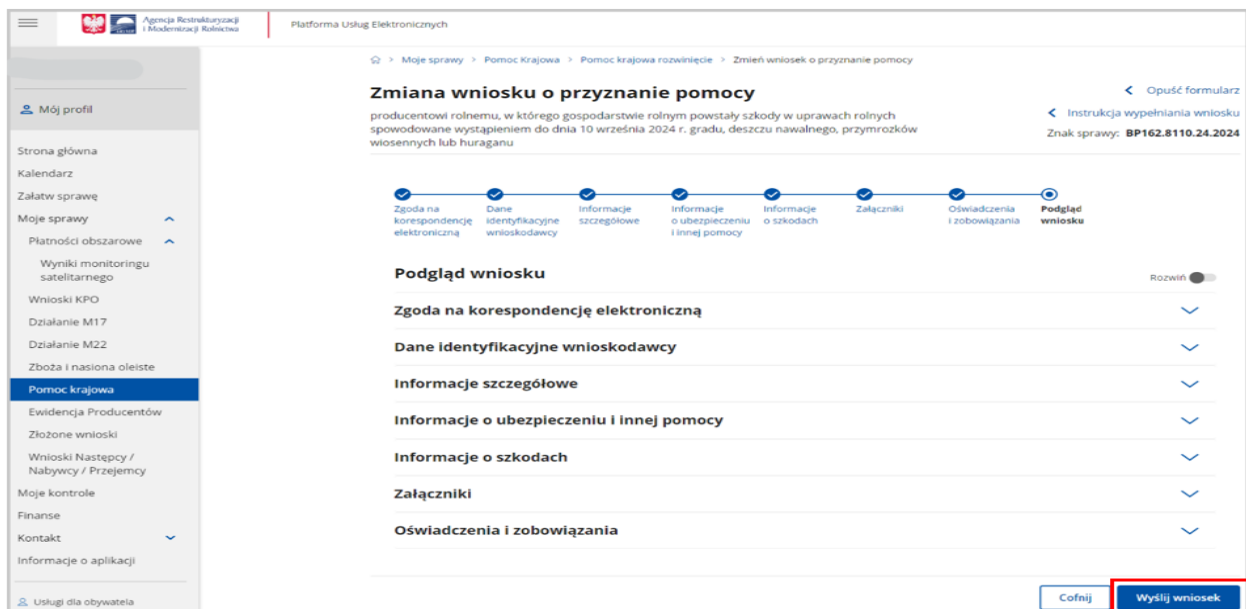 Agencja Restrukturyzacji
i Modernizacji Rolnictwa
Platforma Usług Elektronicznych
Mój profil
Strona główna
Kalendarz
Załatw sprawę
Moje sprawy
Płatności obszarowe
Wyniki monitoringu
satelitarnego
Wnioski KPO
Działanie M17
Działanie M22
Zboża i nasiona oleiste
Pomoc krajowa
Ewidencja Producentów
Złożone wnioski
Wnioski Następcy /
Nabywcy / Przejemcy
Moje kontrole
Finanse
Kontakt
Informacje o aplikacji
Usługi dla obywatela
> Moje sprawy > Pomoc Krajowa > Pomoc krajowa rozwinięcie > Zmień wniosek o przyznanie pomocy
Zmiana wniosku o przyznanie pomocy
producentowi rolnemu, w którego gospodarstwie rolnym powstały szkody w uprawach rolnych
spowodowane wystąpieniem do dnia 10 września 2024 r. gradu, deszczu nawalnego, przymrozków
wiosennych lub huraganu
Opuść formularz
Instrukcja wypełniania wniosku
Znak sprawy: BP162.8110.24.2024
Zgoda na
korespondencję
elektroniczną
Dane
identyfikacyjne
wnioskodawcy
Informacje
szczegółowe
Informacje
o ubezpieczeniu
i innej pomocy
Informacje
o szkodach
Załączniki
Oświadczenia
i zobowiązania
Podgląd
wniosku
Podgląd wniosku
Rozwiń
Zgoda na korespondencję elektroniczną
Dane identyfikacyjne wnioskodawcy
Informacje szczegółowe
Informacje o ubezpieczeniu i innej pomocy
Informacje o szkodach
Załączniki
Oświadczenia i zobowiązania
Cofnij
Wyślij wniosek